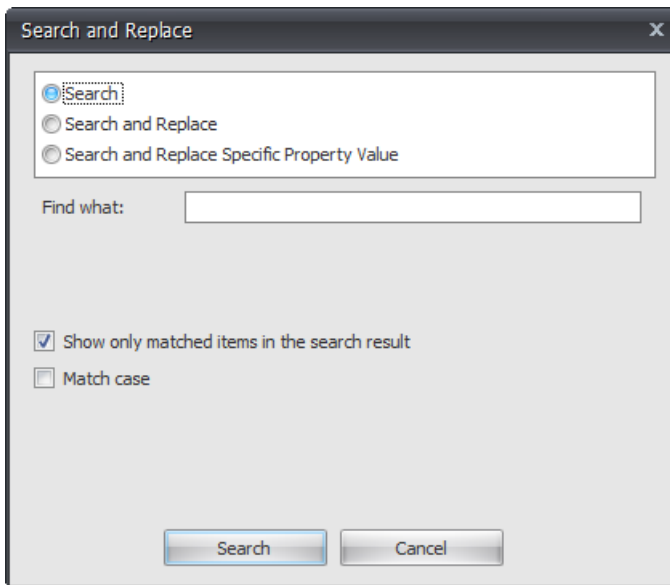 Search and Replace
Search
Search and Replace
Search and Replace Specific Property Value
Find what:
Show only matched items in the search result
Match case
Search Cancel